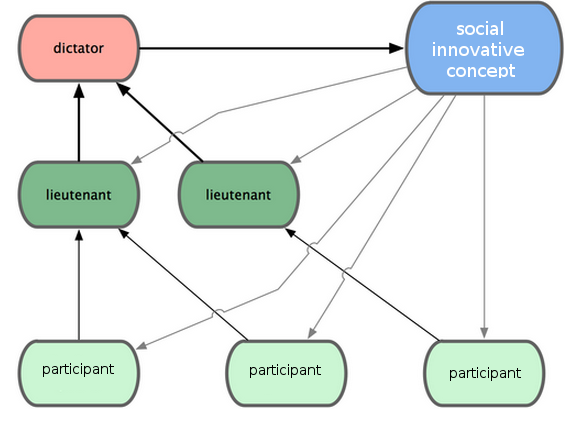 dictator
social
innovative
concept
lieutenant
lieutenant
participant
participant
participant